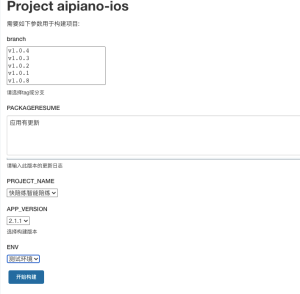 Project aipiano-ios
需要如下参数用于构建项目:
branch
v1.0.4
v1.0.3
v1.0.2
v1.0.1
v1.0.8
请选择tag或分支
PACKAGERESUME
应用有更新
请输入此版本的更新日志
PROJECT_NAME
快陪练智能陪练
APP_VERSION
2.1.1
选择构建版本
ENV
测试环境
开始构建